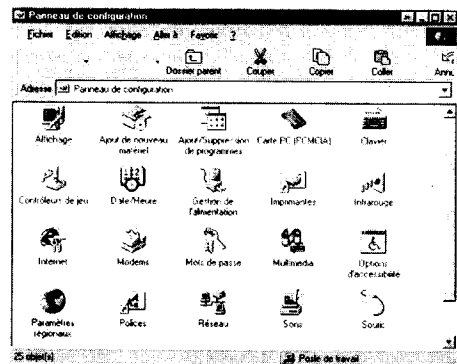 Panneau de configuration
Fichier Edition Affichage Aller à Favoris ?
Dossier parent Couper Copier Coller Annu
Adresse Panneau de configuration
Affichage Ajout de nouveau matériel Ajout/Suppression de programmes Carte PC (PCMCIA) Clavier
Contrôleurs de jeu Date/Heure Gestion de l'alimentation Imprimantes Infrarouge
Internet Modems Mots de passe Multimédia Options d'accessibilité
Paramètres régionaux Polices Réseau Sons Souris
25 objet(s) Poste de travail